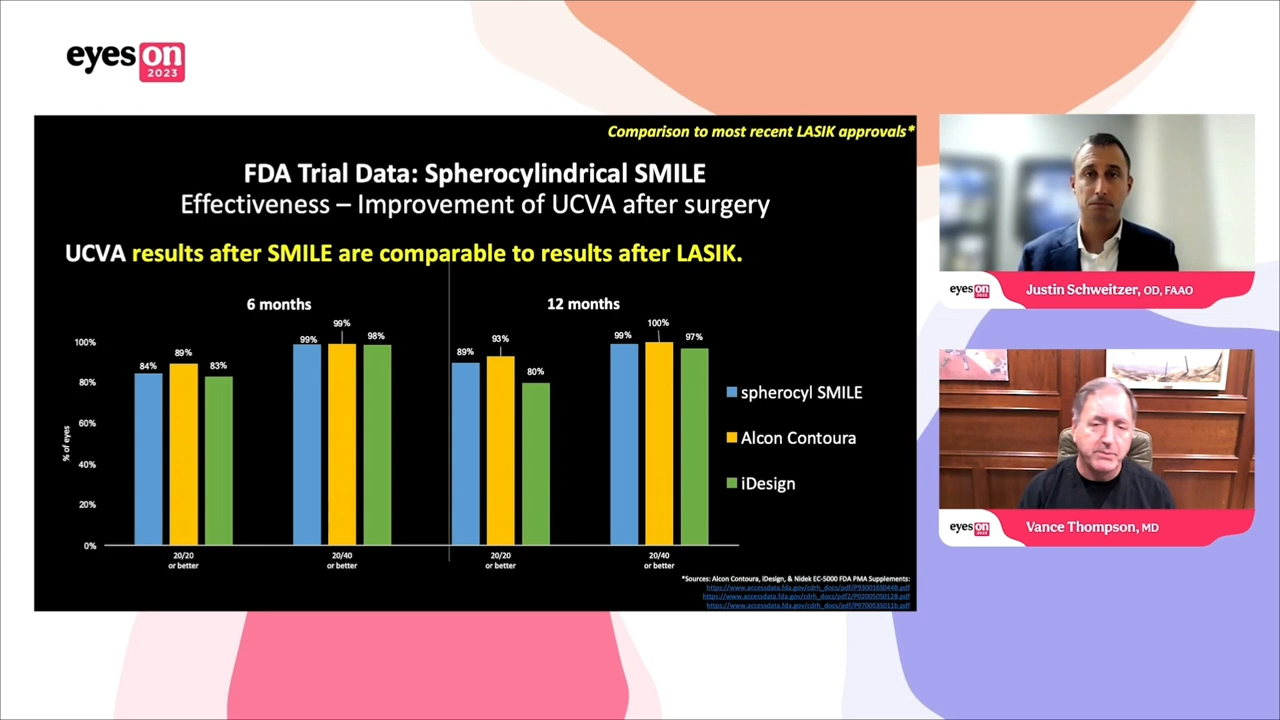 eyes on
2023
Comparison to most recent LASIK approvals*
FDA Trial Data: Spherocylindrical SMILE
Effectiveness – Improvement of UCVA after surgery
UCVA results after SMILE are comparable to results after LASIK.
6 months
12 months
% of eyes
100%
80%
60%
40%
20%
0%
84%
89%
83%
99%
99%
98%
89%
93%
80%
99%
100%
97%
20/20
or better
20/40
or better
20/20
or better
20/40
or better
spherocyl SMILE
Alcon Contoura
iDesign
*Sources: Alcon Contoura, iDesign, & Nidek EC-5000 FDA PMA Supplements:
eyes on
2023
Justin Schweitzer, OD, FAAO
eyes on
2023
Vance Thompson, MD